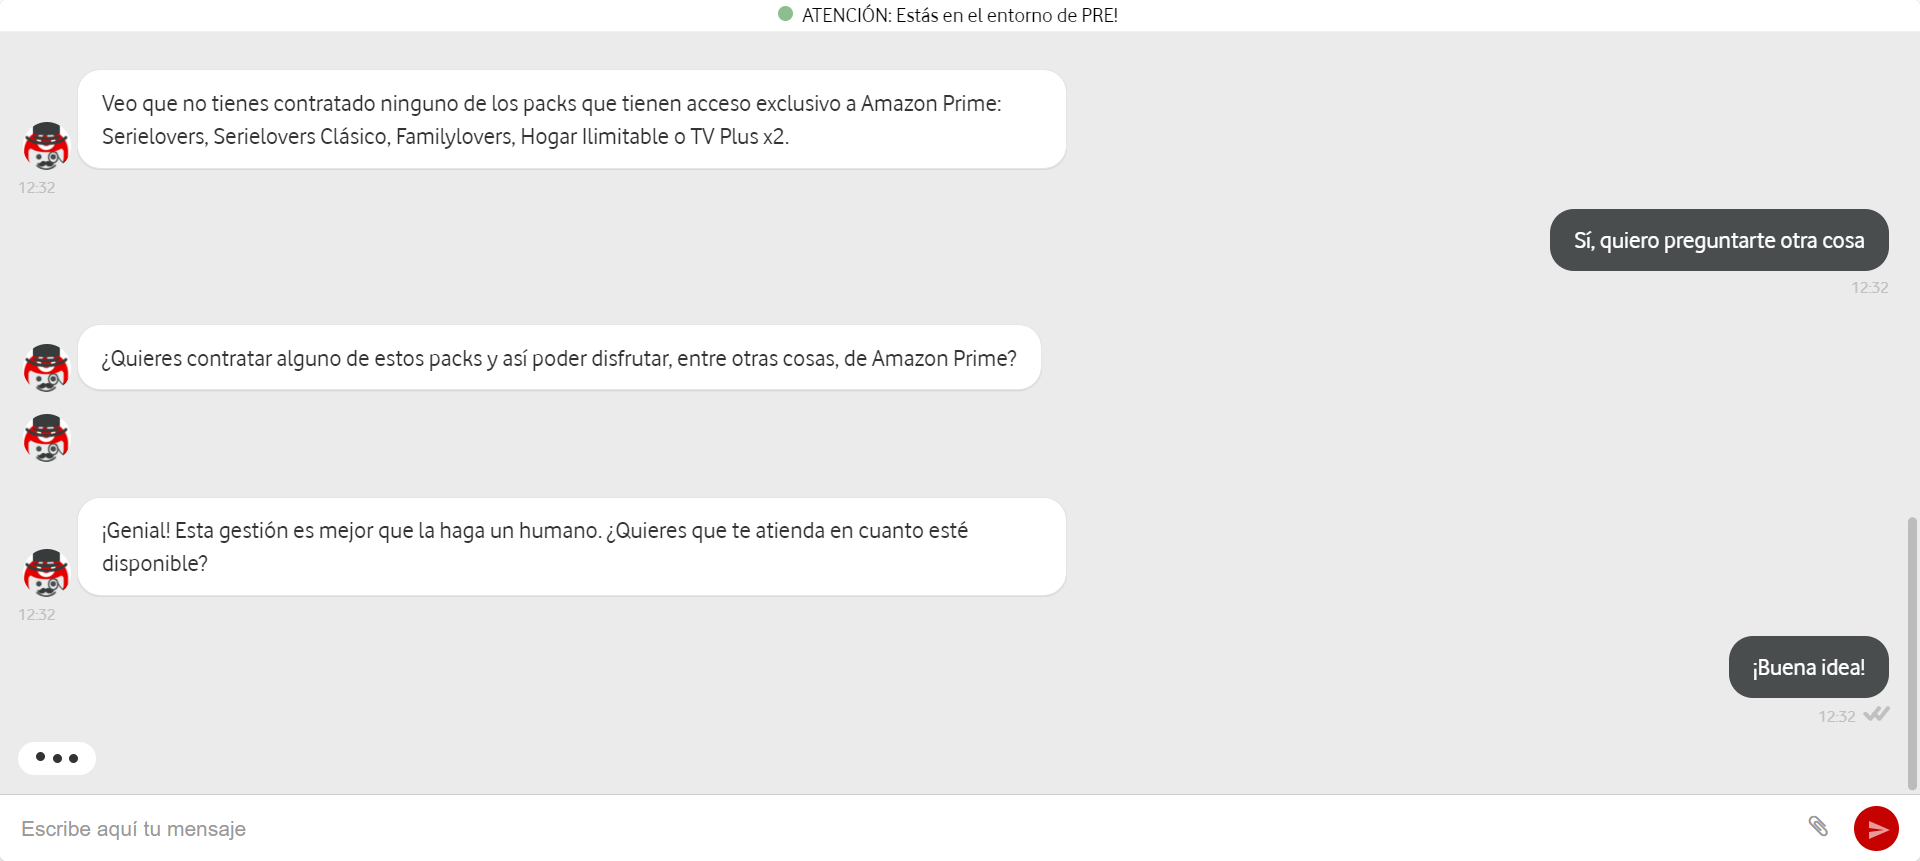 ATENCIÓN: Estás en el entorno de PRE!
Veo que no tienes contratado ninguno de los packs que tienen acceso exclusivo a Amazon Prime:
Serielovers, Serielovers Clásico, Familylovers, Hogar Ilimitable o TV Plus x2.
12:32
Sí, quiero preguntarte otra cosa
12:32
¿Quieres contratar alguno de estos packs y así poder disfrutar, entre otras cosas, de Amazon Prime?
¡Genial! Esta gestión es mejor que la haga un humano. ¿Quieres que te atienda en cuanto esté
disponible?
12:32
¡Buena idea!
12:32
Escribe aquí tu mensaje